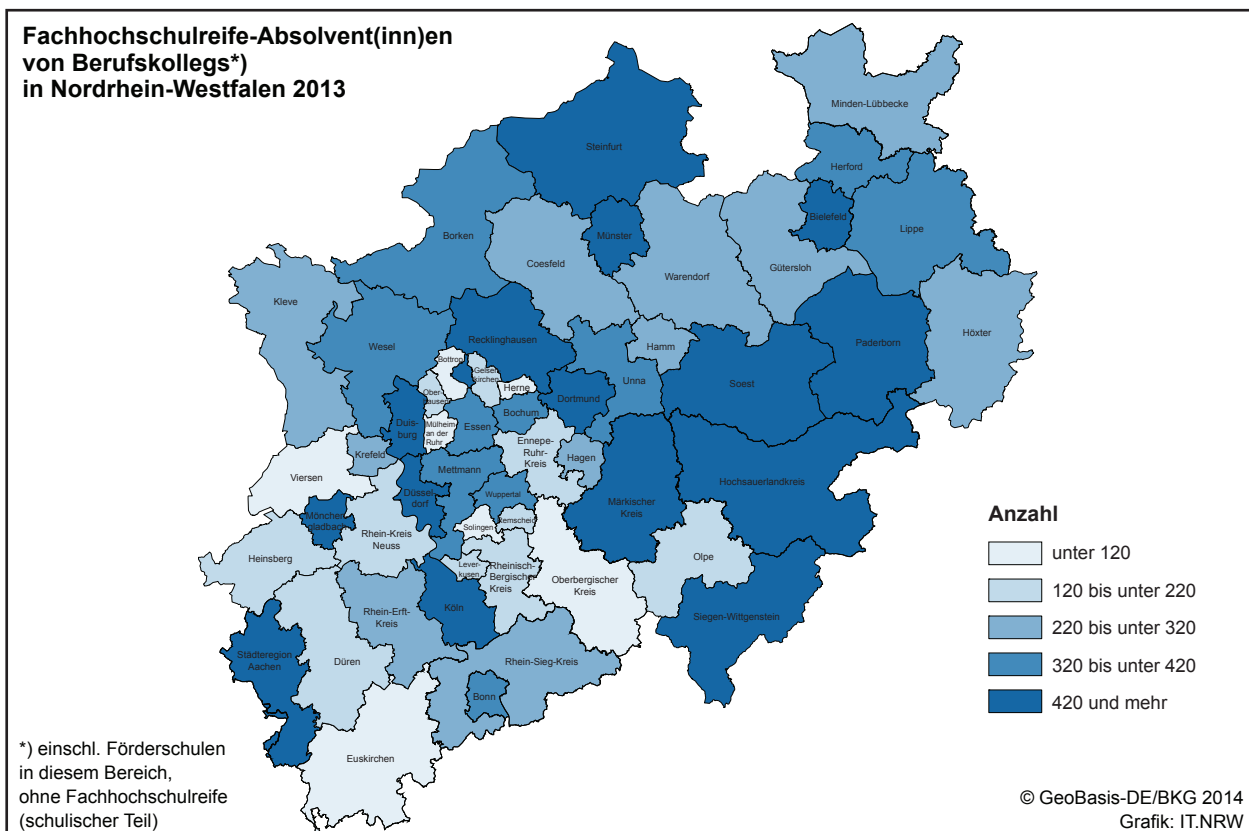 Fachhochschulreife-Absolvent(inn)en
von Berufskollegs*)
in Nordrhein-Westfalen 2013
Minden-Lübbecke
Steinfurt
Herford
Bielefeld
Lippe
Borken
Münster
Coesfeld
Warendorf
Gütersloh
Kleve
Höxter
Wesel
Recklinghausen
Hamm
Paderborn
Bottrop
Gelsen-
kirchen
Herne
Unna
Soest
Ober-
hausen
Dortmund
Duis-
burg
Mülheim
an der
Ruhr
Essen
Bochum
Ennepe-
Ruhr-
Kreis
Hagen
Krefeld
Viersen
Mettmann
Hochsauerlandkreis
Düssel-
dorf
Wuppertal
Märkischer
Kreis
Mönchen-
gladbach
Rhein-Kreis
Neuss
Solingen
Remscheid
Heinsberg
Lever-
kusen
Rheinisch-
Bergischer
Kreis
Oberbergischer
Kreis
Olpe
Rhein-Erft-
Kreis
Köln
Siegen-Wittgenstein
Städteregion
Aachen
Düren
Rhein-Sieg-Kreis
Bonn
Euskirchen
Anzahl
unter 120
120 bis unter 220
220 bis unter 320
320 bis unter 420
420 und mehr
*) einschl. Förderschulen
in diesem Bereich,
ohne Fachhochschulreife
(schulischer Teil)
© GeoBasis-DE/BKG 2014
Grafik: IT.NRW